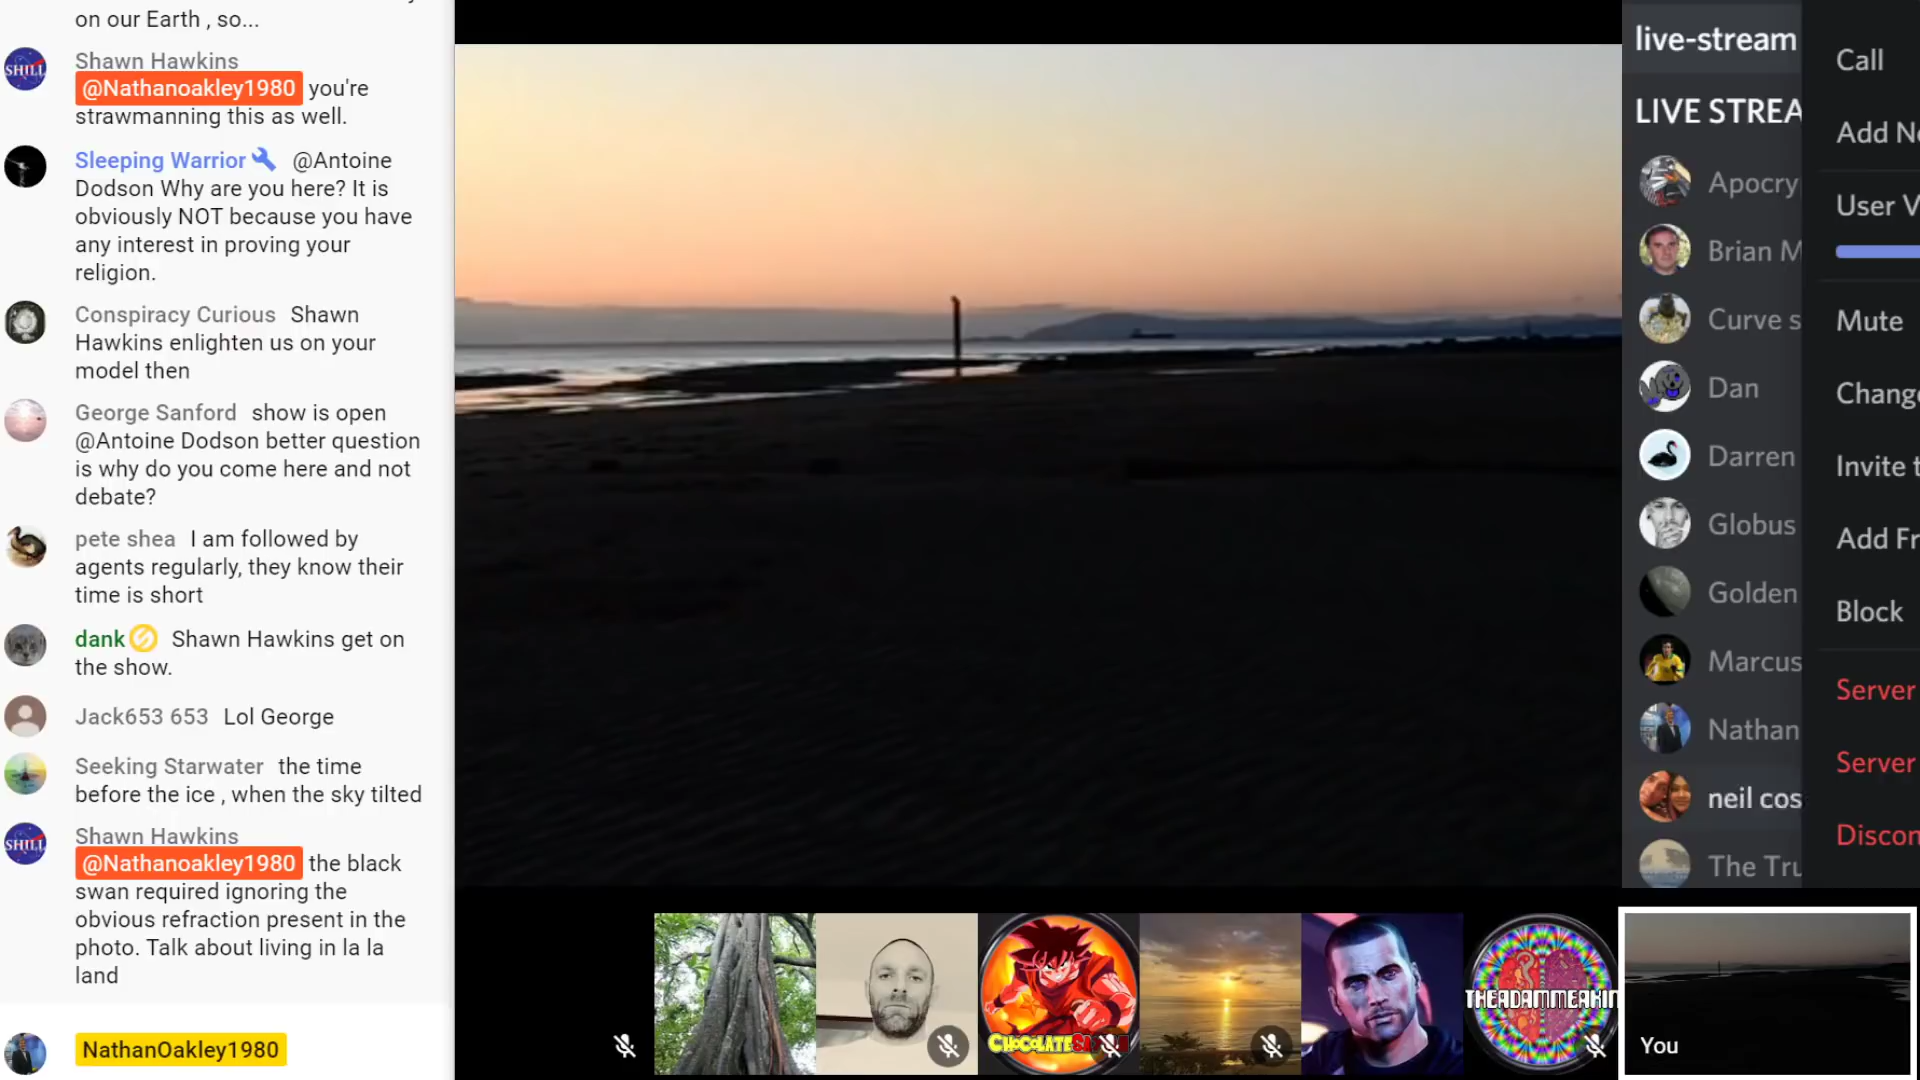 on our Earth , so...
SHILL
Shawn Hawkins
@Nathanoakley1980 you're
strawmanning this as well.
Sleeping Warrior @Antoine
Dodson Why are you here? It is
obviously NOT because you have
any interest in proving your
religion.
Conspiracy Curious Shawn
Hawkins enlighten us on your
model then
George Sanford show is open
@Antoine Dodson better question
is why do you come here and not
debate?
pete shea I am followed by
agents regularly, they know their
time is short
dank Shawn Hawkins get on
the show.
Jack653 653 Lol George
Seeking Starwater the time
before the ice , when the sky tilted
SHILL
Shawn Hawkins
@Nathanoakley1980 the black
swan required ignoring the
obvious refraction present in the
photo. Talk about living in la la
land
NathanOakley1980
live-stream
LIVE STREA
Apocry
Brian M
Curve s
Dan
Darren
Globus
Golden
Marcus
Nathan
neil cos
The Tru
Call
Add No
User V
Mute
Change
Invite t
Add Fr
Block
Server
Server
Discon
THEADAMMEAKIN
You